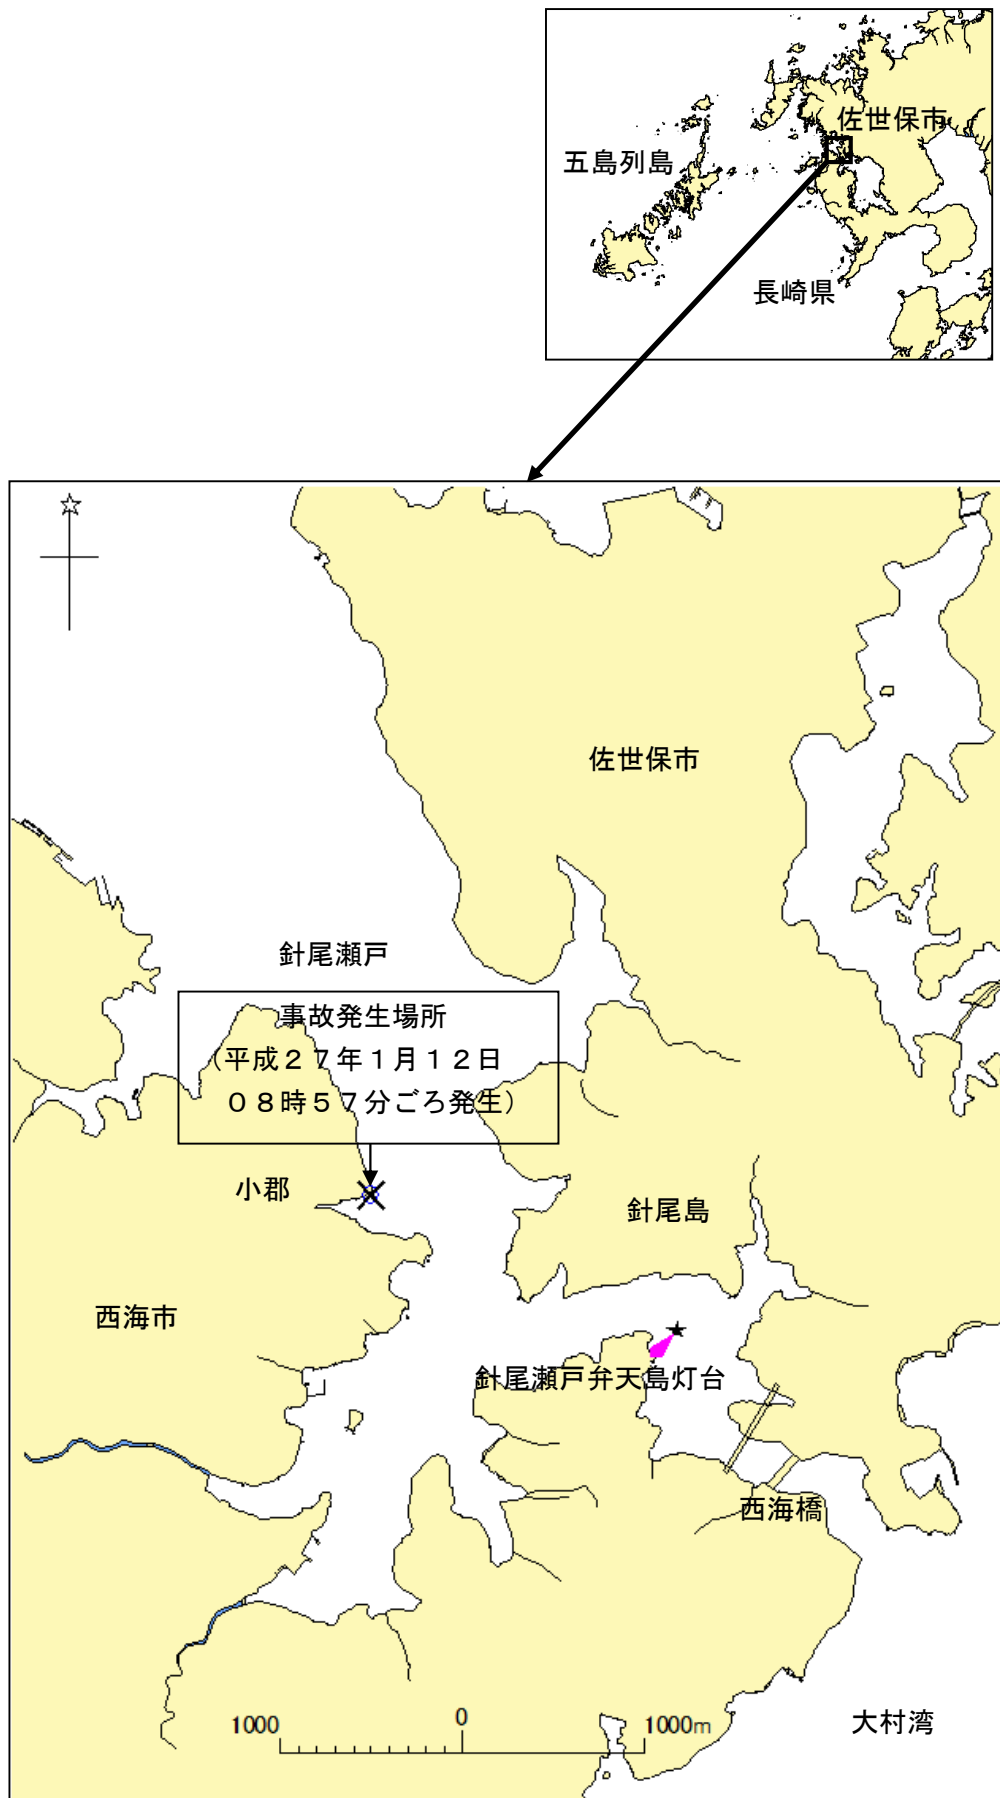 佐世保市
五島列島
長崎県
佐世保市
針尾瀬戸
事故発生場所
(平成２７年１月１２日
０８時５７分ごろ発生)
小郡
針尾島
西海市
針尾瀬戸弁天島灯台
西海橋
大村湾
1000 0 1000m